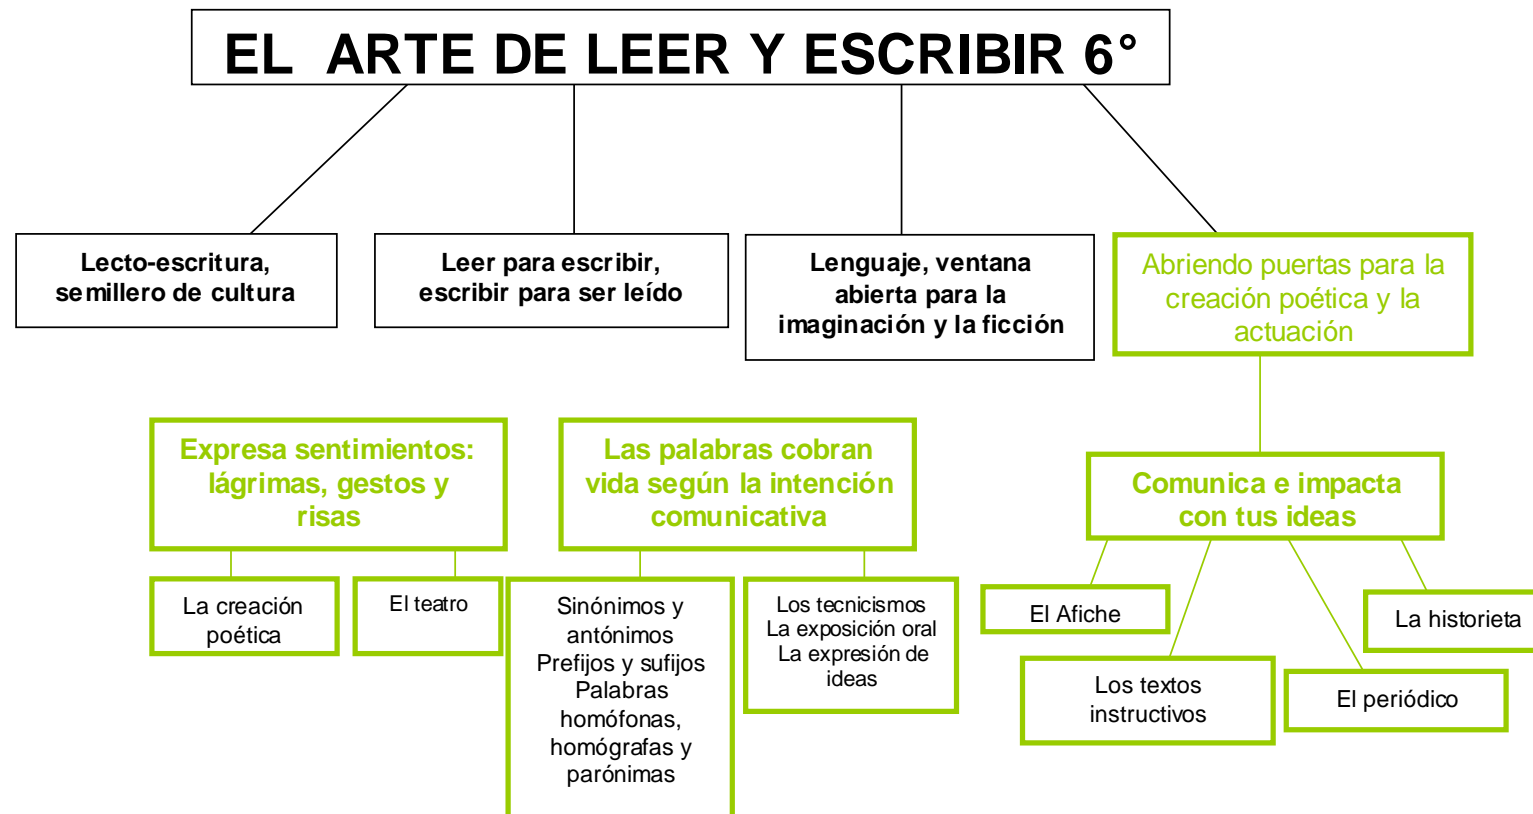 EL ARTE DE LEER Y ESCRIBIR 6°
Lecto-escritura,
semillero de cultura
Leer para escribir,
escribir para ser leído
Lenguaje, ventana
abierta para la
imaginación y la ficción
Abriendo puertas para la
creación poética y la
actuación
Expresa sentimientos:
lágrimas, gestos y
risas
Las palabras cobran
vida según la intención
comunicativa
Comunica e impacta
con tus ideas
La creación
poética
El teatro
Sinónimos y
antónimos
Prefijos y sufijos
Palabras
homófonas,
homógrafas y
parónimas
Los tecnicismos
La exposición oral
La expresión de
ideas
El Afiche
Los textos
instructivos
El periódico
La historieta